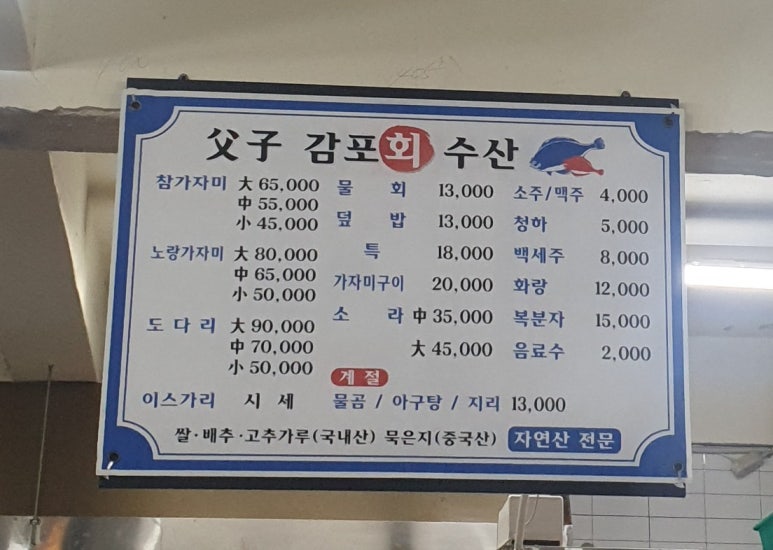 父子 감포회 수산
참가자미 大 65,000
中 55,000
小 45,000
노랑가자미 大 80,000
中 65,000
小 50,000
도다리 大 90,000
中 70,000
小 50,000
이스가리 시세
물회 13,000
덮밥 13,000
특 18,000
가자미구이 20,000
소라 中 35,000
大 45,000
계절
물곰 / 아구탕 / 지리 13,000
소주/맥주 4,000
청하 5,000
백세주 8,000
화랑 12,000
복분자 15,000
음료수 2,000
쌀·배추·고추가루(국내산) 묵은지(중국산) 자연산 전문